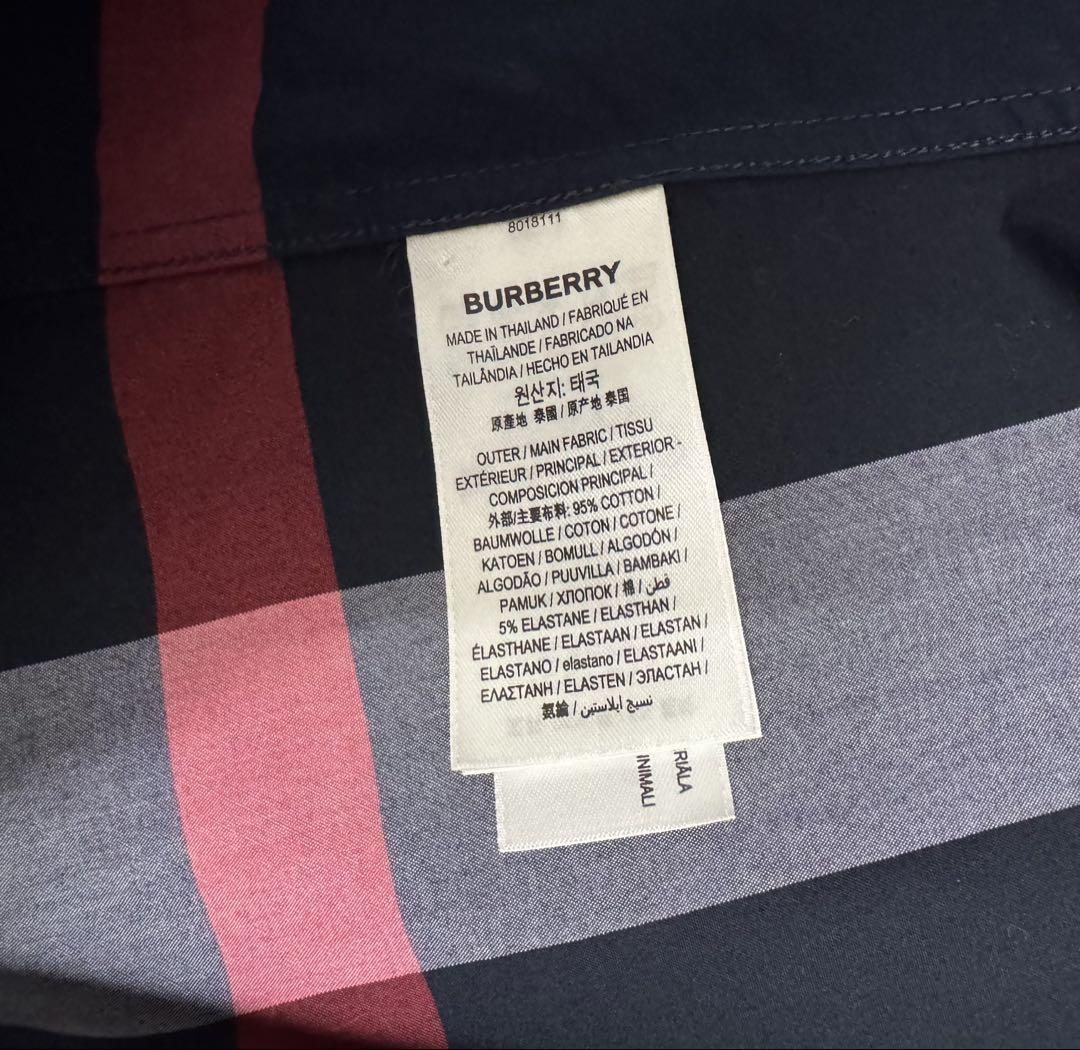 8018111
BURBERRY
MADE IN THAILAND / FABRIQUÉ EN
THAÏLANDE / FABRICADO NA
TAILÂNDIA / HECHO EN TAILANDIA
원산지: 태국
原產地 泰國 / 原产地 泰国
OUTER / MAIN FABRIC / TISSU
EXTÉRIEUR / PRINCIPAL / EXTERIOR -
COMPOSICION PRINCIPAL /
外部/主要布料: 95% COTTON /
BAUMWOLLE / COTON / COTONE /
KATOEN / BOMULL / ALGODÓN /
ALGODÃO / PUUVILLA / BAMBAKI /
PAMUK / ХЛОПОК / 棉 / قطن
5% ELASTANE / ELASTHAN /
ÉLASTHANE / ELASTAAN / ELASTAN /
ELASTANO / elastano / ELASTAANI /
ΕΛΑΣΤΑΝΗ / ELASTEN / ЭЛАСТАН /
氨綸 / نسيج ايلاستين
RIĀLA
INIMALI